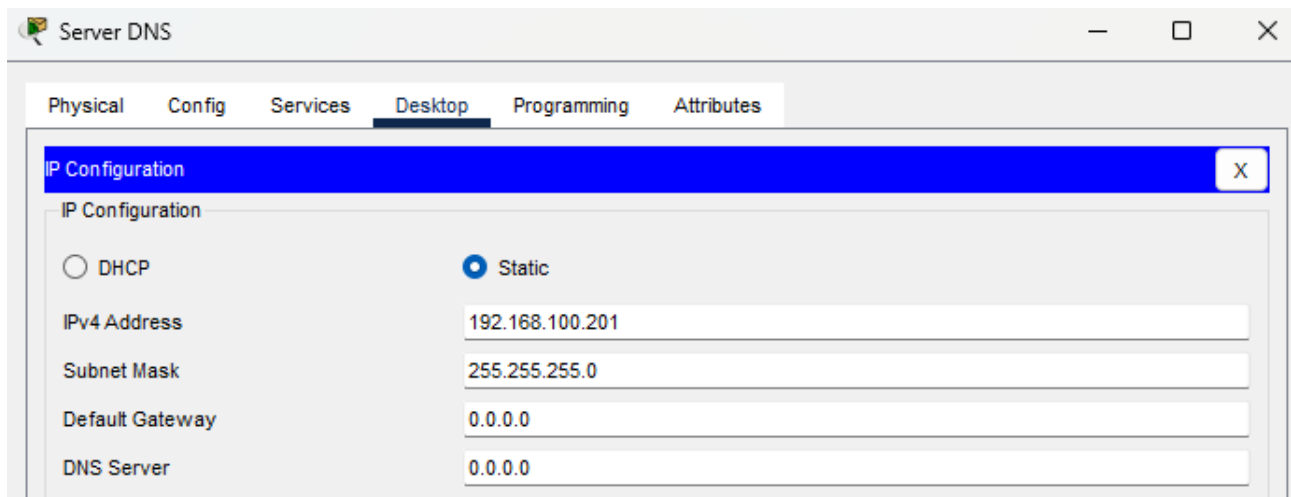 Server DNS
Physical Config Services Desktop Programming Attributes
IP Configuration X
IP Configuration
DHCP Static
IPv4 Address 192.168.100.201
Subnet Mask 255.255.255.0
Default Gateway 0.0.0.0
DNS Server 0.0.0.0